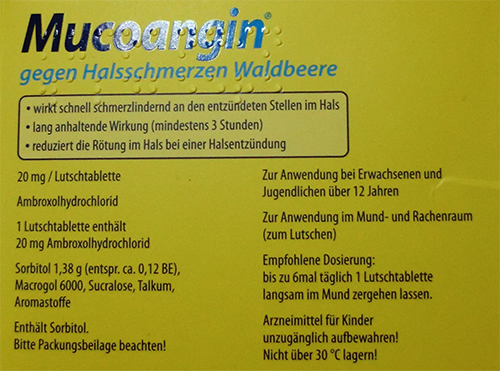 Mucoangin®
gegen Halsschmerzen Waldbeere
• wirkt schnell schmerzlindernd an den entzündeten Stellen im Hals
• lang anhaltende Wirkung (mindestens 3 Stunden)
• reduziert die Rötung im Hals bei einer Halsentzündung
20 mg / Lutschtablette
Ambroxolhydrochlorid
1 Lutschtablette enthält
20 mg Ambroxolhydrochlorid
Sorbitol 1,38 g (entspr. ca. 0,12 BE),
Macrogol 6000, Sucralose, Talkum,
Aromastoffe
Enthält Sorbitol.
Bitte Packungsbeilage beachten!
Zur Anwendung bei Erwachsenen und
Jugendlichen über 12 Jahren
Zur Anwendung im Mund- und Rachenraum
(zum Lutschen)
Empfohlene Dosierung:
bis zu 6mal täglich 1 Lutschtablette
langsam im Mund zergehen lassen.
Arzneimittel für Kinder
unzugänglich aufbewahren!
Nicht über 30 °C lagern!